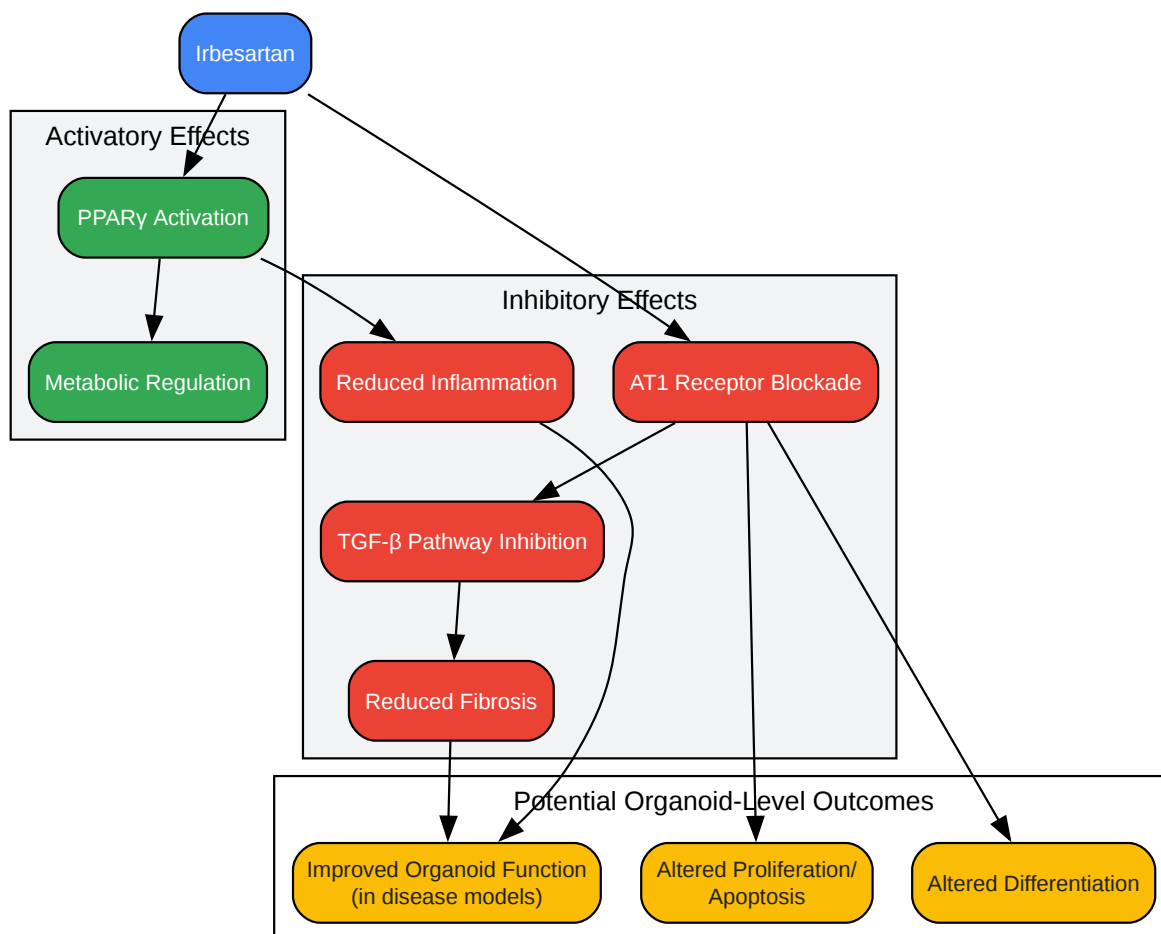 Irbesartan
Activatory Effects
PPARγ Activation
Inhibitory Effects
Metabolic Regulation
Reduced Inflammation
AT1 Receptor Blockade
TGF-β Pathway Inhibition
Reduced Fibrosis
Potential Organoid-Level Outcomes
Improved Organoid Function
(in disease models)
Altered Proliferation/
Apoptosis
Altered Differentiation